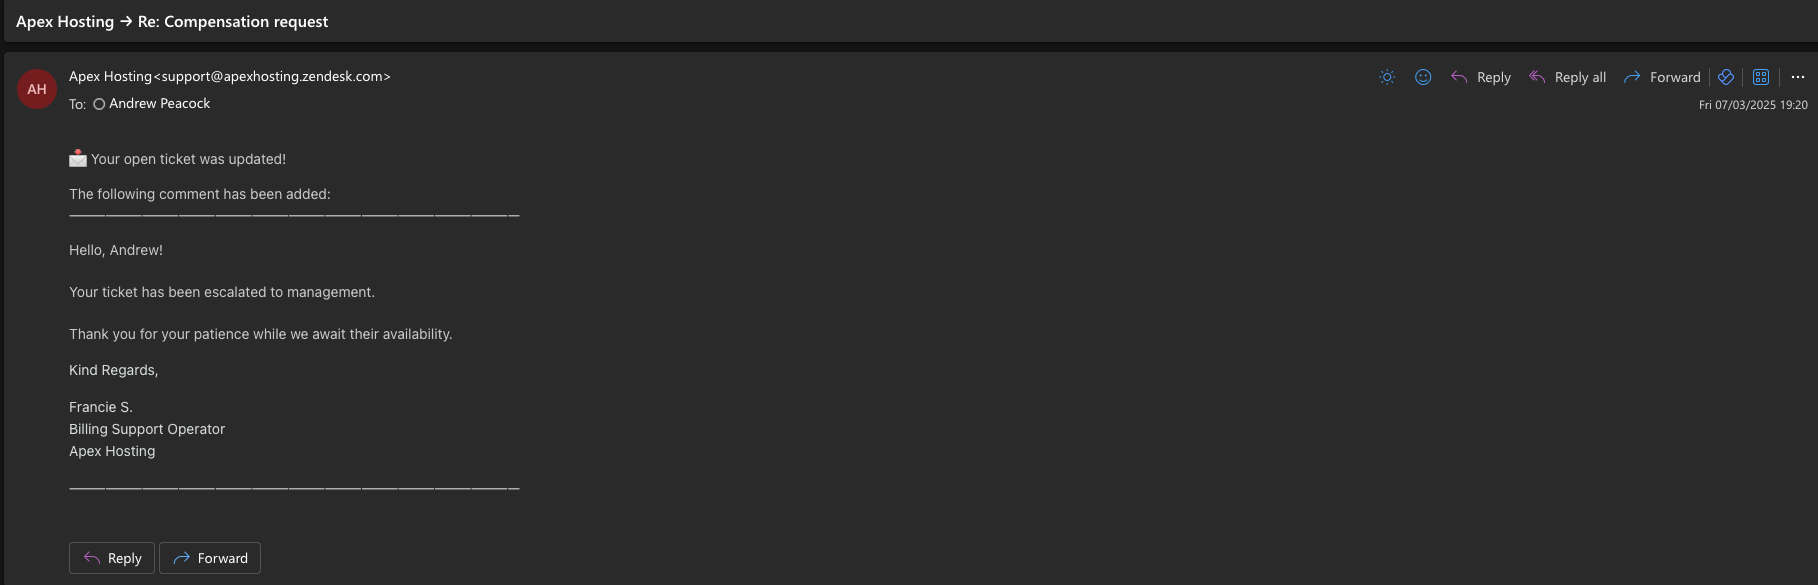 Apex Hosting → Re: Compensation request
AH
Apex Hosting<support@apexhosting.zendesk.com>
Reply
Reply all
Forward
To: Andrew Peacock
Fri 07/03/2025 19:20
Your open ticket was updated!
The following comment has been added:
Hello, Andrew!
Your ticket has been escalated to management.
Thank you for your patience while we await their availability.
Kind Regards,
Francie S.
Billing Support Operator
Apex Hosting
Reply
Forward